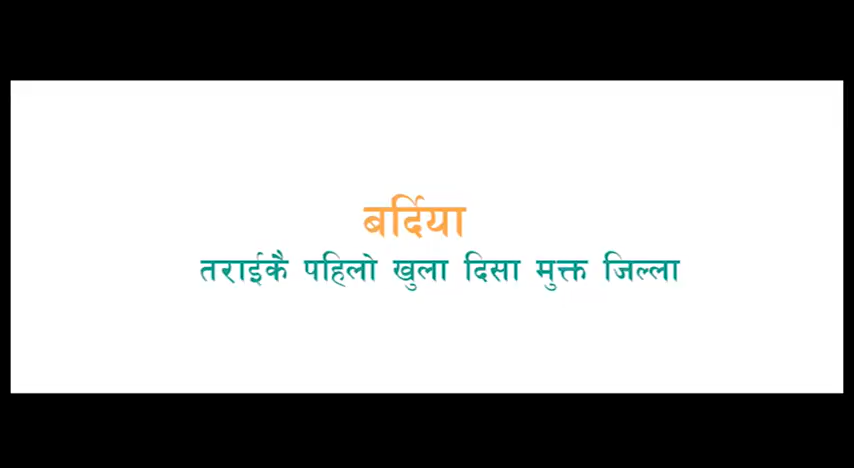 बर्दिया
तराईकै पहिलो खुला दिसा मुक्त जिल्ला